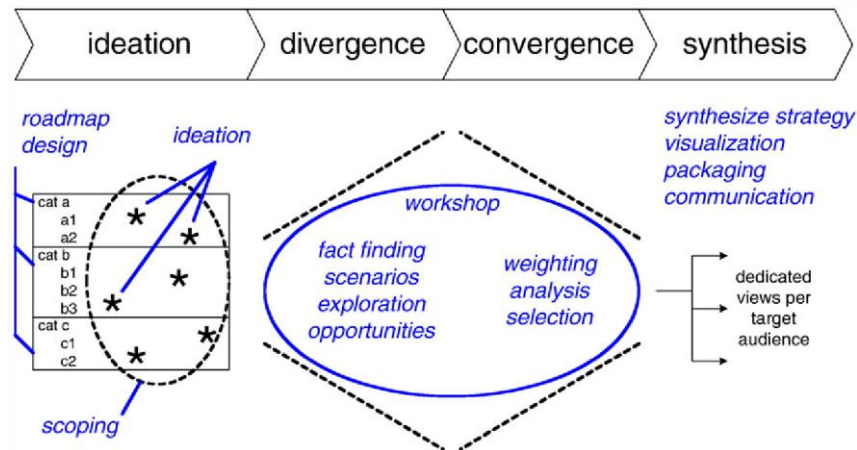 ideation
divergence
convergence
synthesis
roadmap
design
ideation
cat a
a1
a2
cat b
b1
b2
b3
cat c
c1
c2
scoping
workshop
fact finding
scenarios
exploration
opportunities
weighting
analysis
selection
synthesize strategy
visualization
packaging
communication
dedicated
views per
target
audience